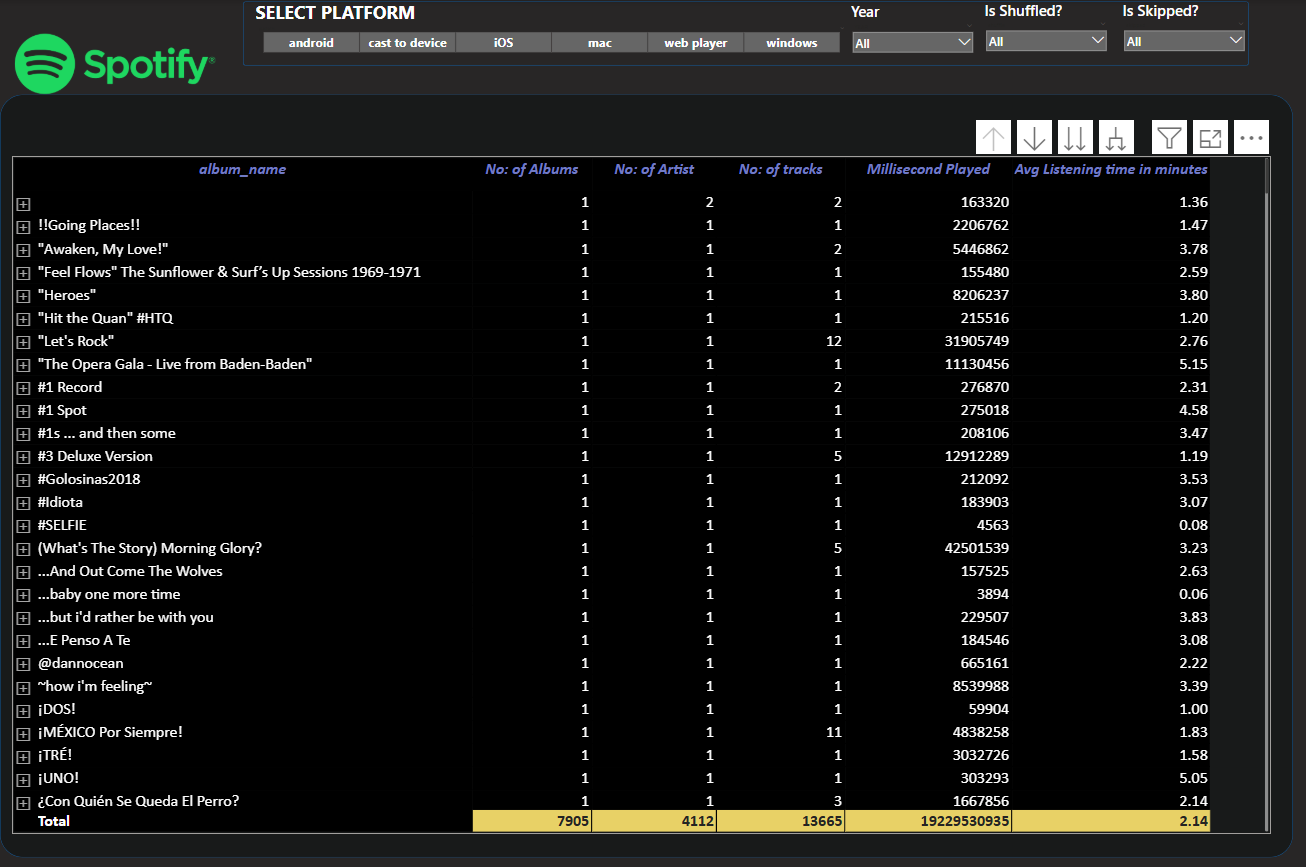 SELECT PLATFORM
Year
Is Shuffled?
Is Skipped?
android cast to device iOS mac web player windows
All
All
All
Spotify®
album_name No: of Albums No: of Artist No: of tracks Millisecond Played Avg Listening time in minutes
1 2 2 163320 1.36
!!Going Places!! 1 1 1 2206762 1.47
"Awaken, My Love!" 1 1 2 5446862 3.78
"Feel Flows" The Sunflower & Surf’s Up Sessions 1969-1971 1 1 1 155480 2.59
"Heroes" 1 1 1 8206237 3.80
"Hit the Quan" #HTQ 1 1 1 215516 1.20
"Let's Rock" 1 1 12 31905749 2.76
"The Opera Gala - Live from Baden-Baden" 1 1 1 11130456 5.15
#1 Record 1 1 2 276870 2.31
#1 Spot 1 1 1 275018 4.58
#1s ... and then some 1 1 1 208106 3.47
#3 Deluxe Version 1 1 5 12912289 1.19
#Golosinas2018 1 1 1 212092 3.53
#Idiota 1 1 1 183903 3.07
#SELFIE 1 1 1 4563 0.08
(What's The Story) Morning Glory? 1 1 5 42501539 3.23
...And Out Come The Wolves 1 1 1 157525 2.63
...baby one more time 1 1 1 3894 0.06
...but i'd rather be with you 1 1 1 229507 3.83
...E Penso A Te 1 1 1 184546 3.08
@dannocean 1 1 1 665161 2.22
~how i'm feeling~ 1 1 1 8539988 3.39
¡DOS! 1 1 1 59904 1.00
¡MÉXICO Por Siempre! 1 1 11 4838258 1.83
¡TRÉ! 1 1 1 3032726 1.58
¡UNO! 1 1 1 303293 5.05
¿Con Quién Se Queda El Perro? 1 1 3 1667856 2.14
Total 7905 4112 13665 19229530935 2.14